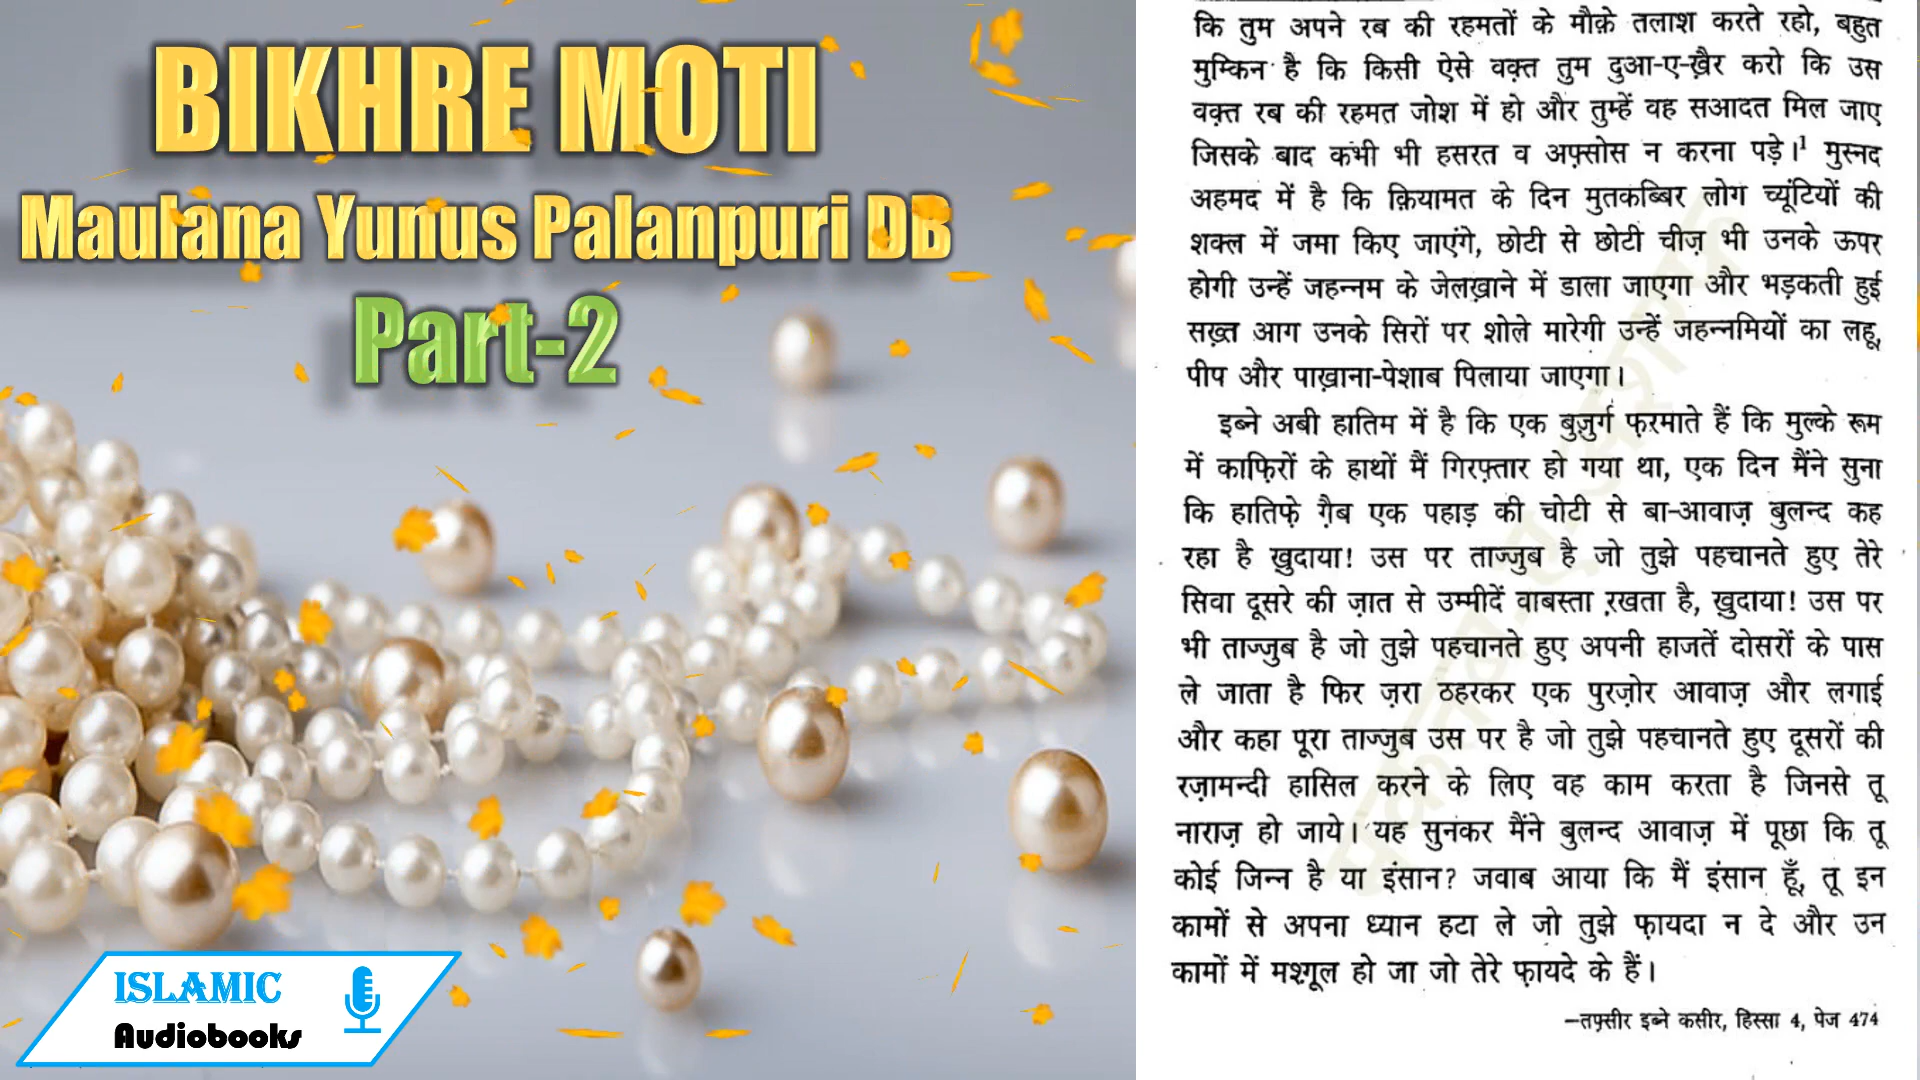 BIKHRE MOTI
Maulana Yunus Palanpuri DB
Part-2
ISLAMIC
Audiobooks
कि तुम अपने रब की रहमतों के मौक़े तलाश करते रहो, बहुत
मुम्किन है कि किसी ऐसे वक़्त तुम दुआ-ए-ख़ैर करो कि उस
वक़्त रब की रहमत जोश में हो और तुम्हें वह सआदत मिल जाए
जिसके बाद कभी भी हसरत व अफ़्सोस न करना पड़े।¹ मुस्नद
अहमद में है कि क़ियामत के दिन मुतकब्बिर लोग च्यूंटियों की
शक्ल में जमा किए जाएंगे, छोटी से छोटी चीज़ भी उनके ऊपर
होगी उन्हें जहन्नम के जेलख़ाने में डाला जाएगा और भड़कती हुई
सख़्त आग उनके सिरों पर शोले मारेगी उन्हें जहन्नमियों का लहू,
पीप और पाख़ाना-पेशाब पिलाया जाएगा।
इब्ने अबी हातिम में है कि एक बुज़ुर्ग फ़रमाते हैं कि मुल्के रूम
में काफ़िरों के हाथों मैं गिरफ़्तार हो गया था, एक दिन मैंने सुना
कि हातिफ़े ग़ैब एक पहाड़ की चोटी से बा-आवाज़ बुलन्द कह
रहा है ख़ुदाया! उस पर ताज्जुब है जो तुझे पहचानते हुए तेरे
सिवा दूसरे की ज़ात से उम्मीदें वाबस्ता रखता है, ख़ुदाया! उस पर
भी ताज्जुब है जो तुझे पहचानते हुए अपनी हाजतें दोसरों के पास
ले जाता है फिर ज़रा ठहरकर एक पुरज़ोर आवाज़ और लगाई
और कहा पूरा ताज्जुब उस पर है जो तुझे पहचानते हुए दूसरों की
रज़ामन्दी हासिल करने के लिए वह काम करता है जिनसे तू
नाराज़ हो जाये। यह सुनकर मैंने बुलन्द आवाज़ में पूछा कि तू
कोई जिन्न है या इंसान? जवाब आया कि मैं इंसान हूँ, तू इन
कामों से अपना ध्यान हटा ले जो तुझे फ़ायदा न दे और उन
कामों में मश्ग़ूल हो जा जो तेरे फ़ायदे के हैं।
–तफ़्सीर इब्ने कसीर, हिस्सा 4, पेज 474